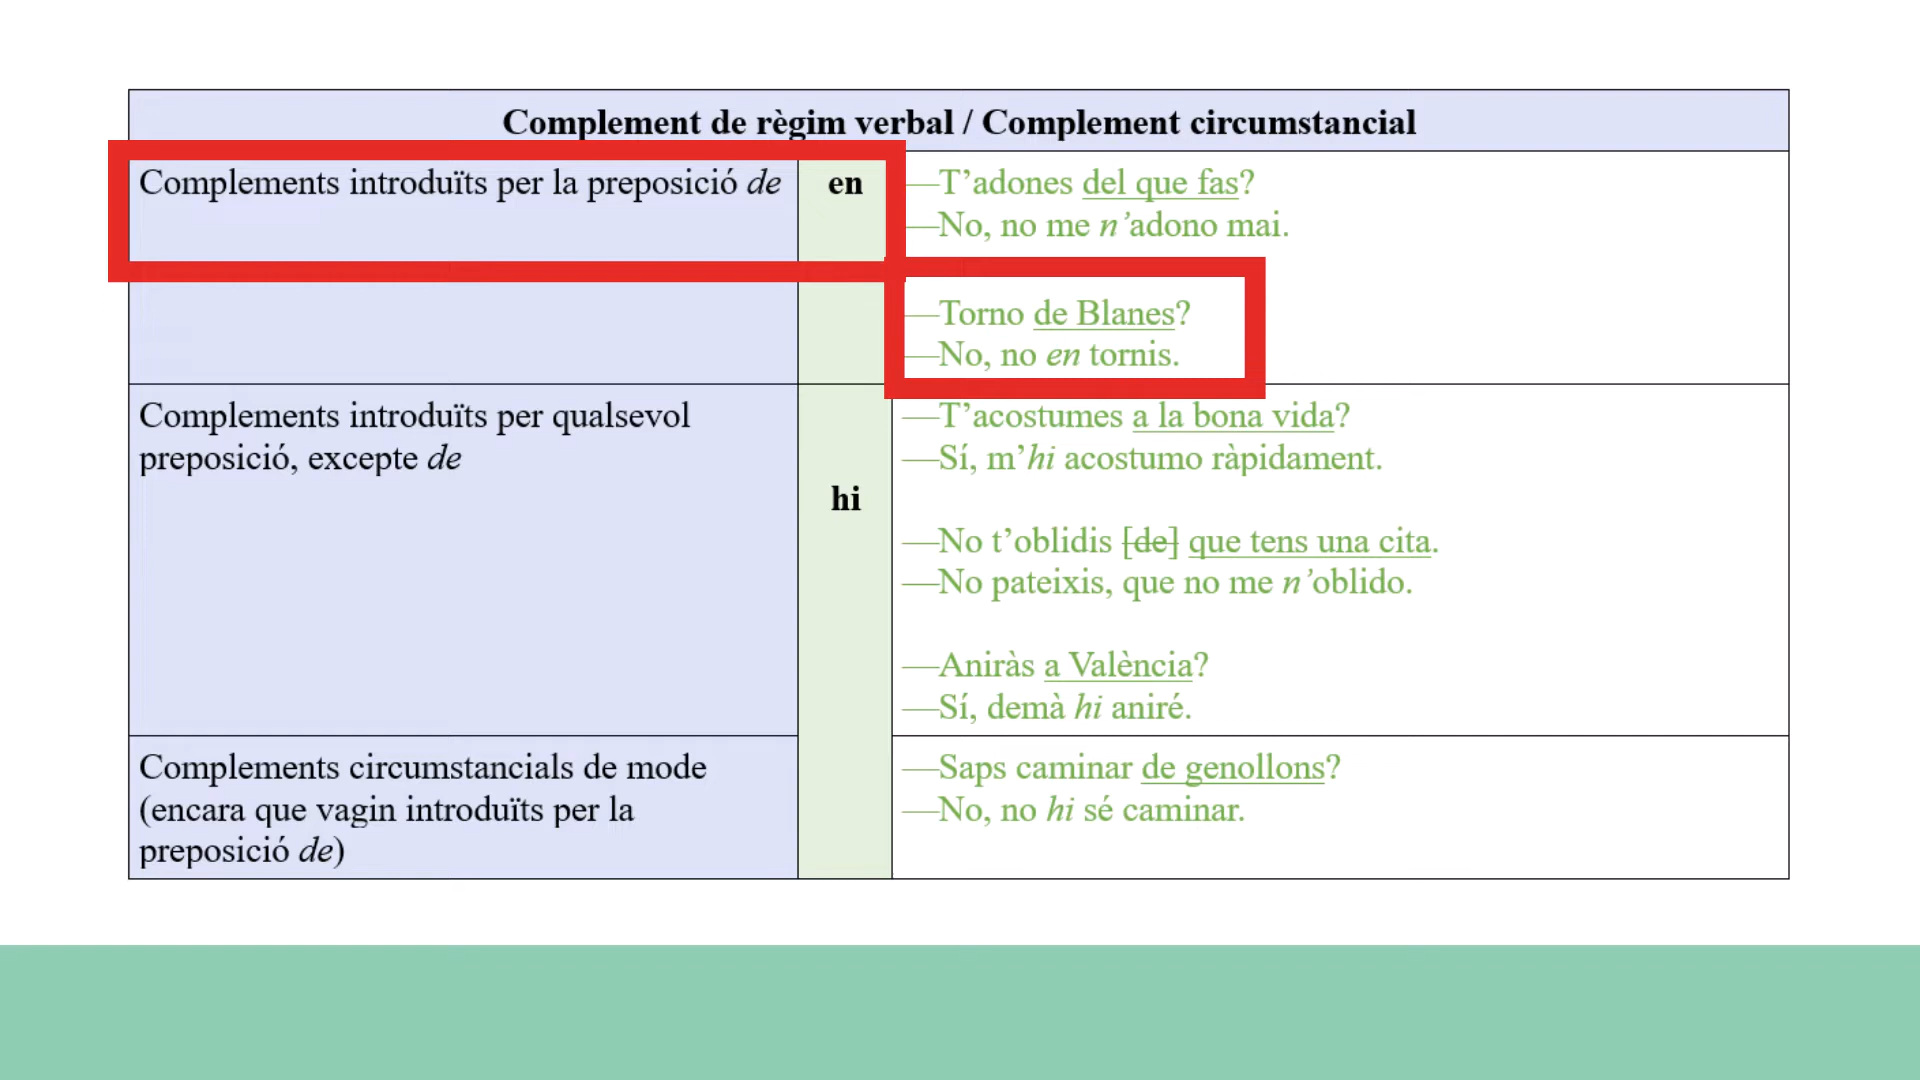 Complement de règim verbal / Complement circumstancial
Complements introduïts per la preposició de
en
—T’adones del que fas?
—No, no me n’adono mai.
—Torno de Blanes?
—No, no en tornis.
Complements introduïts per qualsevol
preposició, excepte de
hi
—T’acostumes a la bona vida?
—Sí, m’hi acostumo ràpidament.
—No t’oblidis [de] que tens una cita.
—No pateixis, que no me n’oblido.
—Aniràs a València?
—Sí, demà hi aniré.
Complements circumstancials de mode
(encara que vagin introduïts per la
preposició de)
—Saps caminar de genollons?
—No, no hi sé caminar.